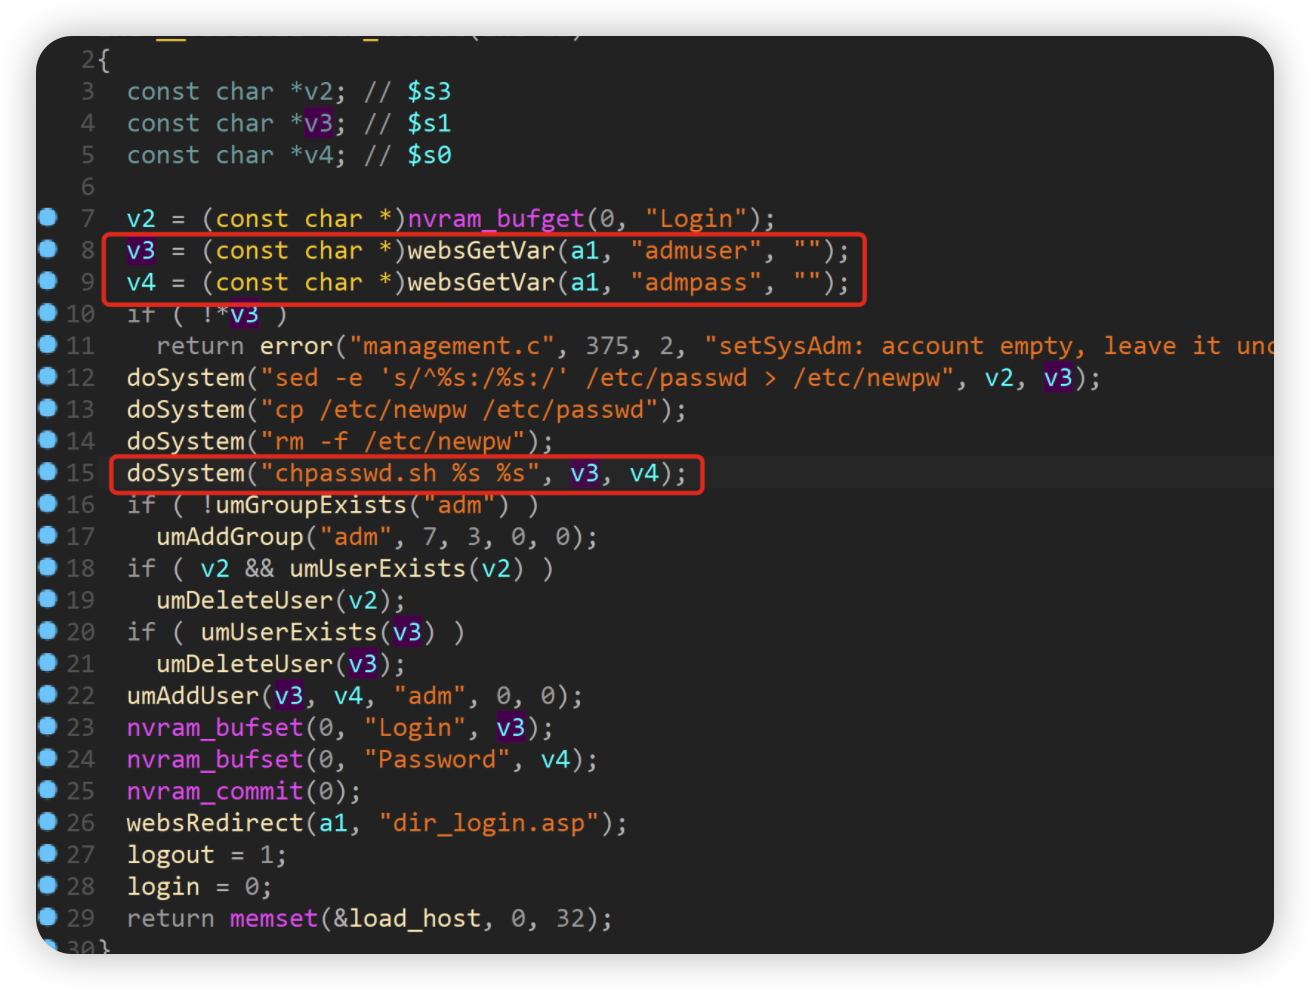 2{
3 const char *v2; // $s3
4 const char *v3; // $s1
5 const char *v4; // $s0
6
7 v2 = (const char *)nvram_bufget(0, "Login");
8 v3 = (const char *)websGetVar(a1, "admuser", "");
9 v4 = (const char *)websGetVar(a1, "admpass", "");
10 if ( !*v3 )
11 return error("management.c", 375, 2, "setSysAdm: account empty, leave it unc
12 doSystem("sed -e 's/^%s:/%s:/' /etc/passwd > /etc/newpw", v2, v3);
13 doSystem("cp /etc/newpw /etc/passwd");
14 doSystem("rm -f /etc/newpw");
15 doSystem("chpasswd.sh %s %s", v3, v4);
16 if ( !umGroupExists("adm") )
17 umAddGroup("adm", 7, 3, 0, 0);
18 if ( v2 && umUserExists(v2) )
19 umDeleteUser(v2);
20 if ( umUserExists(v3) )
21 umDeleteUser(v3);
22 umAddUser(v3, v4, "adm", 0, 0);
23 nvram_bufset(0, "Login", v3);
24 nvram_bufset(0, "Password", v4);
25 nvram_commit(0);
26 websRedirect(a1, "dir_login.asp");
27 logout = 1;
28 login = 0;
29 return memset(&load_host, 0, 32);
30}